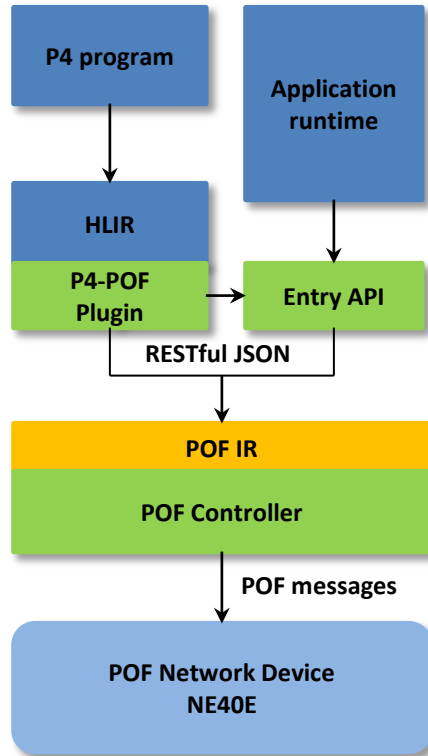 P4 program
Application
runtime
HLIR
P4-POF
Plugin
Entry API
RESTful JSON
POF IR
POF Controller
POF messages
POF Network Device
NE40E